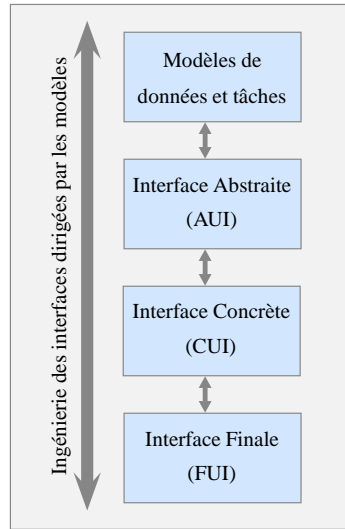 Ingénierie des interfaces dirigées par les modèles
Modèles de
données et tâches
Interface Abstraite
(AUI)
Interface Concrète
(CUI)
Interface Finale
(FUI)